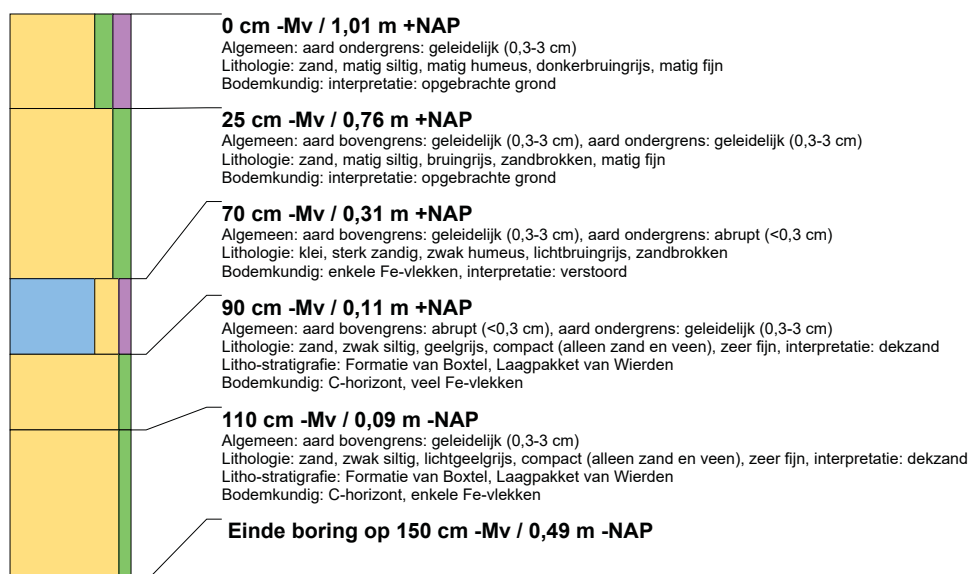 0 cm -Mv / 1,01 m +NAP
Algemeen: aard ondergrens: geleidelijk (0,3-3 cm)
Lithologie: zand, matig siltig, matig humeus, donkerbruingrijs, matig fijn
Bodemkundig: interpretatie: opgebrachte grond
25 cm -Mv / 0,76 m +NAP
Algemeen: aard bovengrens: geleidelijk (0,3-3 cm), aard ondergrens: geleidelijk (0,3-3 cm)
Lithologie: zand, matig siltig, bruingrijs, zandbrokken, matig fijn
Bodemkundig: interpretatie: opgebrachte grond
70 cm -Mv / 0,31 m +NAP
Algemeen: aard bovengrens: geleidelijk (0,3-3 cm), aard ondergrens: abrupt (<0,3 cm)
Lithologie: klei, sterk zandig, zwak humeus, lichtbruingrijs, zandbrokken
Bodemkundig: enkele Fe-vlekken, interpretatie: verstoord
90 cm -Mv / 0,11 m +NAP
Algemeen: aard bovengrens: abrupt (<0,3 cm), aard ondergrens: geleidelijk (0,3-3 cm)
Lithologie: zand, zwak siltig, geelgrijs, compact (alleen zand en veen), zeer fijn, interpretatie: dekzand
Litho-stratigrafie: Formatie van Boxtel, Laagpakket van Wierden
Bodemkundig: C-horizont, veel Fe-vlekken
110 cm -Mv / 0,09 m -NAP
Algemeen: aard bovengrens: geleidelijk (0,3-3 cm)
Lithologie: zand, zwak siltig, lichtgeelgrijs, compact (alleen zand en veen), zeer fijn, interpretatie: dekzand
Litho-stratigrafie: Formatie van Boxtel, Laagpakket van Wierden
Bodemkundig: C-horizont, enkele Fe-vlekken
Einde boring op 150 cm -Mv / 0,49 m -NAP